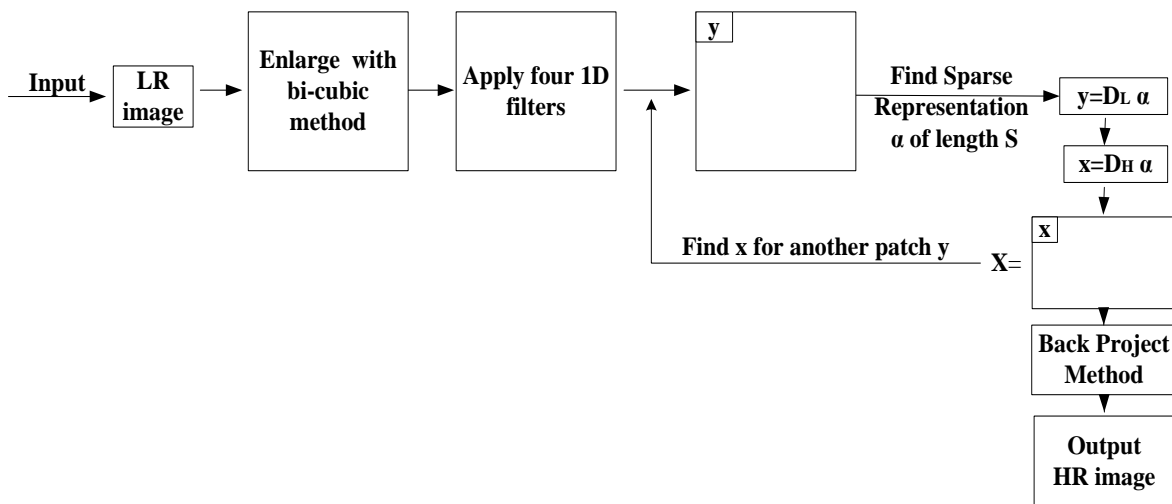 Input
LR
image
Enlarge with
bi-cubic
method
Apply four 1D
filters
y
Find Sparse
Representation
α of length S
y=DL α
x=DH α
Find x for another patch y
X=
x
Back Project
Method
Output
HR image